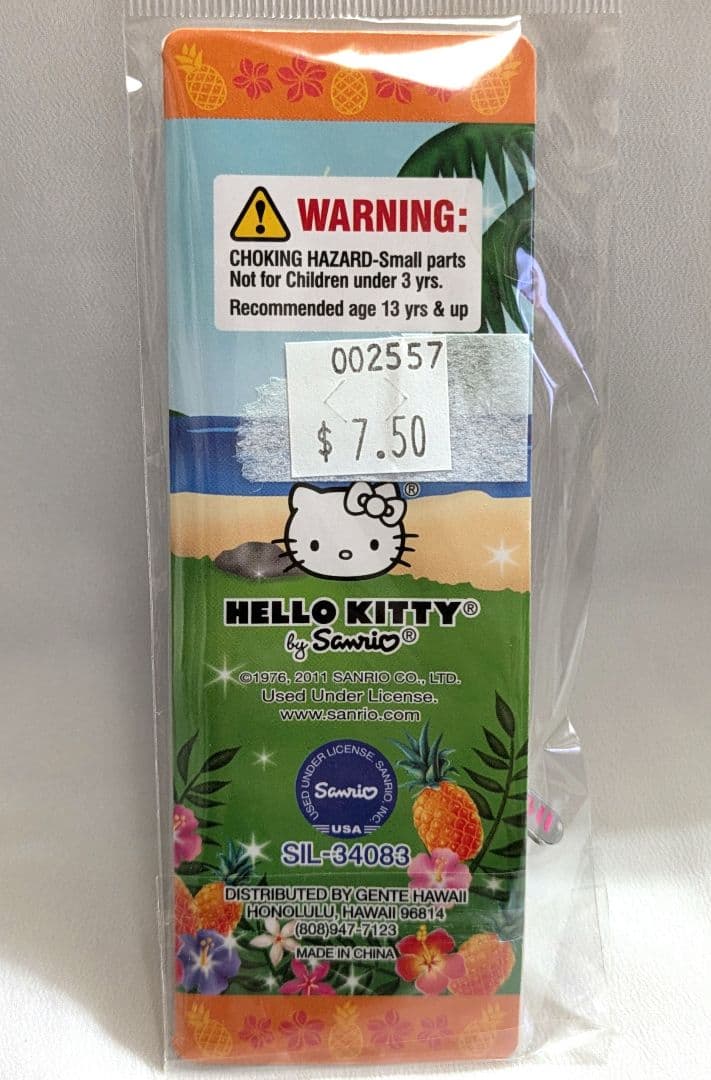 WARNING:
CHOKING HAZARD-Small parts
Not for Children under 3 yrs.
Recommended age 13 yrs & up
002557
$ 7.50
®
HELLO KITTY®
by Sanrio®
©1976, 2011 SANRIO CO., LTD.
Used Under License.
www.sanrio.com
USED UNDER LICENSE. SANRIO, INC.
Sanrio
USA
SIL-34083
DISTRIBUTED BY GENTE HAWAII
HONOLULU, HAWAII 96814
(808)947-7123
MADE IN CHINA